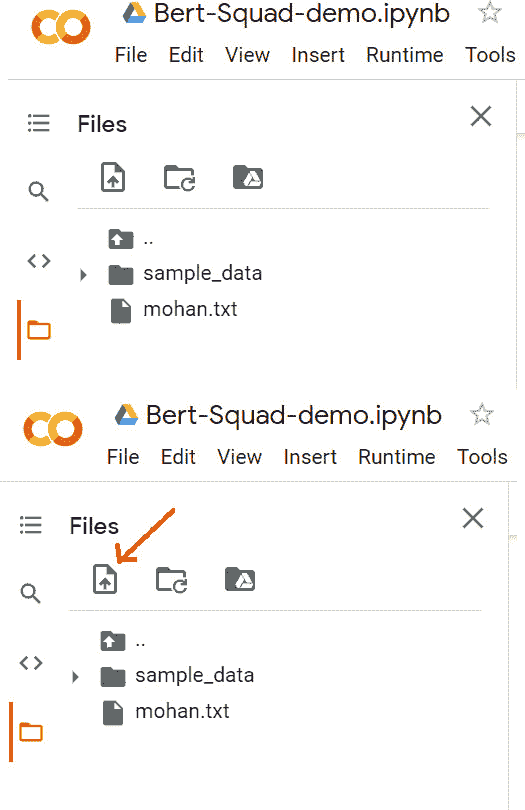 Bert-Squad-demo.ipynb
File Edit View Insert Runtime Tools
Files
..
sample_data
mohan.txt
Bert-Squad-demo.ipynb
File Edit View Insert Runtime Tools
Files
..
sample_data
mohan.txt